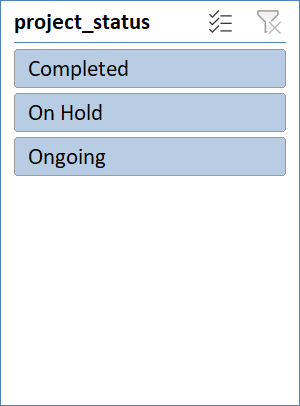 project_status
Completed
On Hold
Ongoing